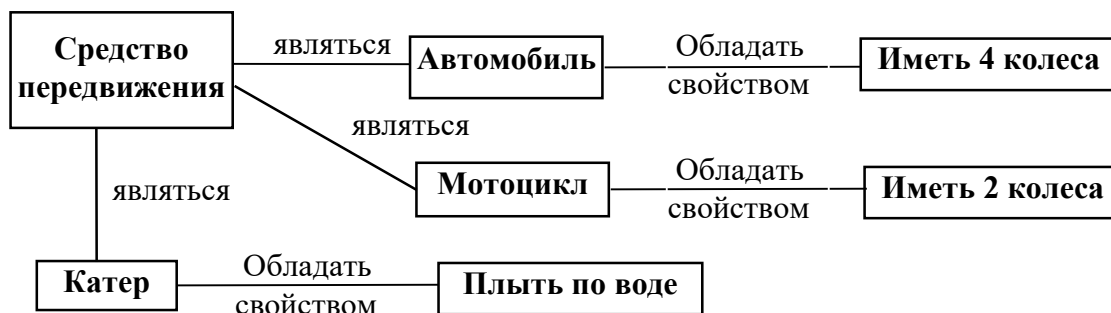 Средство
передвижения
являться
Автомобиль
Обладать
свойством
Иметь 4 колеса
являться
Мотоцикл
Обладать
свойством
Иметь 2 колеса
являться
Катер
Обладать
свойством
Плыть по воде